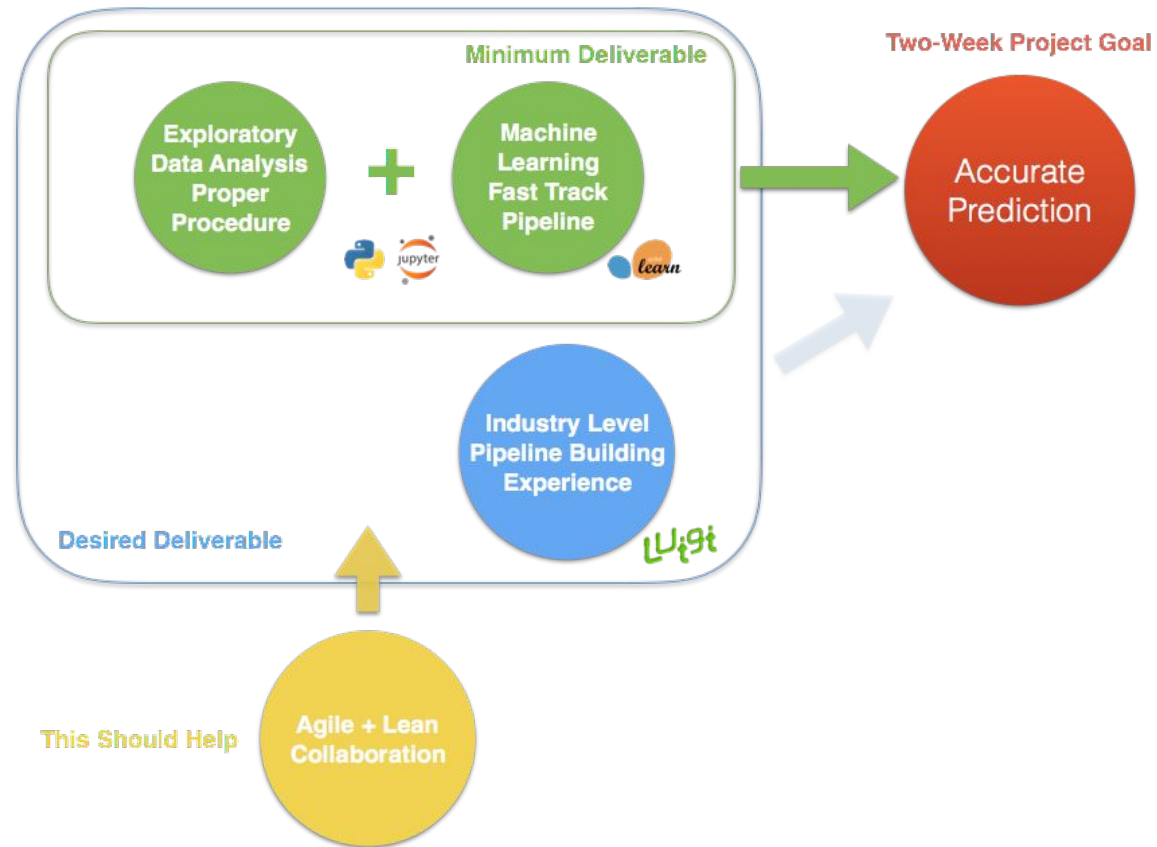 Minimum Deliverable
Two-Week Project Goal
Exploratory
Data Analysis
Proper
Procedure
Machine
Learning
Fast Track
Pipeline
Accurate
Prediction
jupyter
learn
Industry Level
Pipeline Building
Experience
Desired Deliverable
Luigi
This Should Help
Agile + Lean
Collaboration